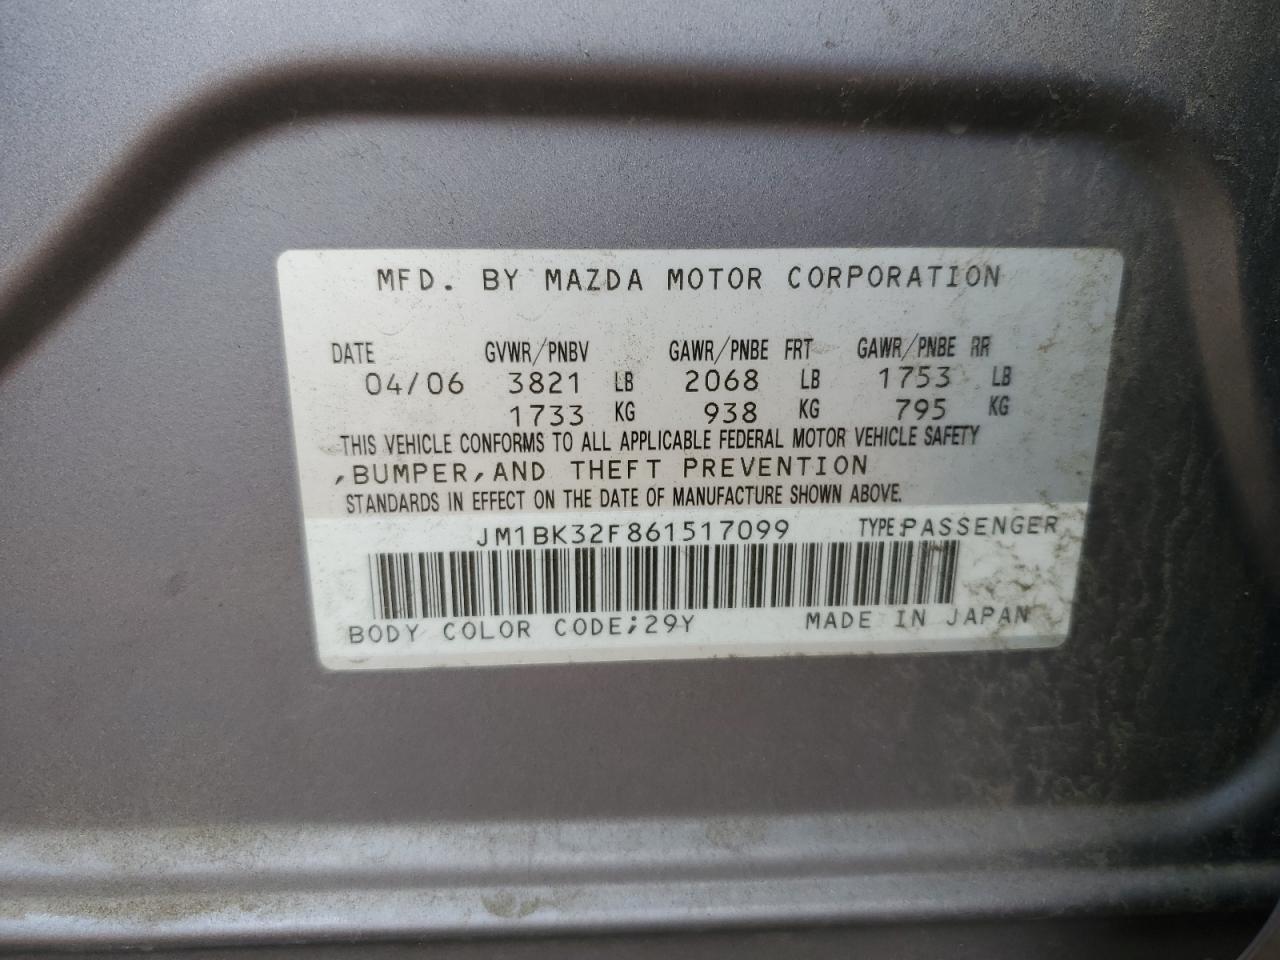 MFD. BY MAZDA MOTOR CORPORATION
DATE GVWR/PNBV GAWR/PNBE FRT GAWR/PNBE RR
04/06 3821 LB 2068 LB 1753 LB
1733 KG 938 KG 795 KG
THIS VEHICLE CONFORMS TO ALL APPLICABLE FEDERAL MOTOR VEHICLE SAFETY
,BUMPER,AND THEFT PREVENTION
STANDARDS IN EFFECT ON THE DATE OF MANUFACTURE SHOWN ABOVE.
JM1BK32F861517099 TYPE:PASSENGER
BODY COLOR CODE;29Y MADE IN JAPAN